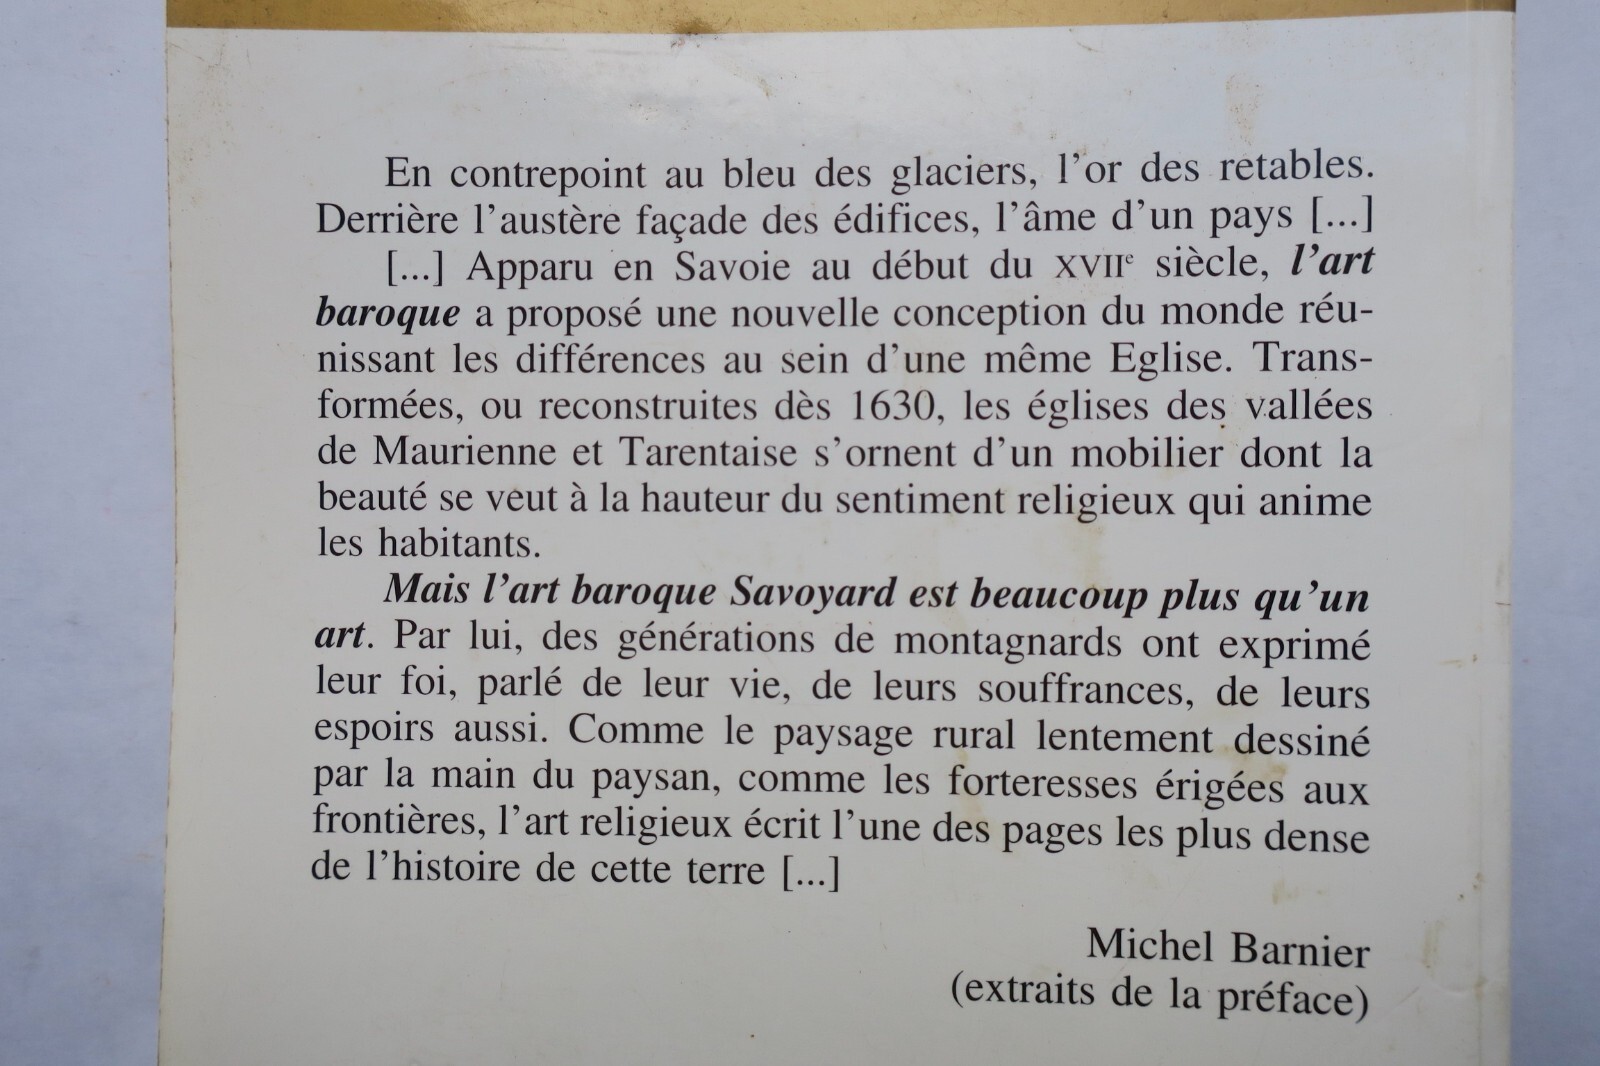 En contrepoint au bleu des glaciers, l’or des retables.
Derrière l’austère façade des édifices, l’âme d’un pays [...]
[...] Apparu en Savoie au début du XVIIe siècle, l’art
baroque a proposé une nouvelle conception du monde réu-
nissant les différences au sein d’une même Eglise. Trans-
formées, ou reconstruites dès 1630, les églises des vallées
de Maurienne et Tarentaise s’ornent d’un mobilier dont la
beauté se veut à la hauteur du sentiment religieux qui anime
les habitants.
Mais l’art baroque Savoyard est beaucoup plus qu’un
art. Par lui, des générations de montagnards ont exprimé
leur foi, parlé de leur vie, de leurs souffrances, de leurs
espoirs aussi. Comme le paysage rural lentement dessiné
par la main du paysan, comme les forteresses érigées aux
frontières, l’art religieux écrit l’une des pages les plus dense
de l’histoire de cette terre [...]
Michel Barnier
(extraits de la préface)